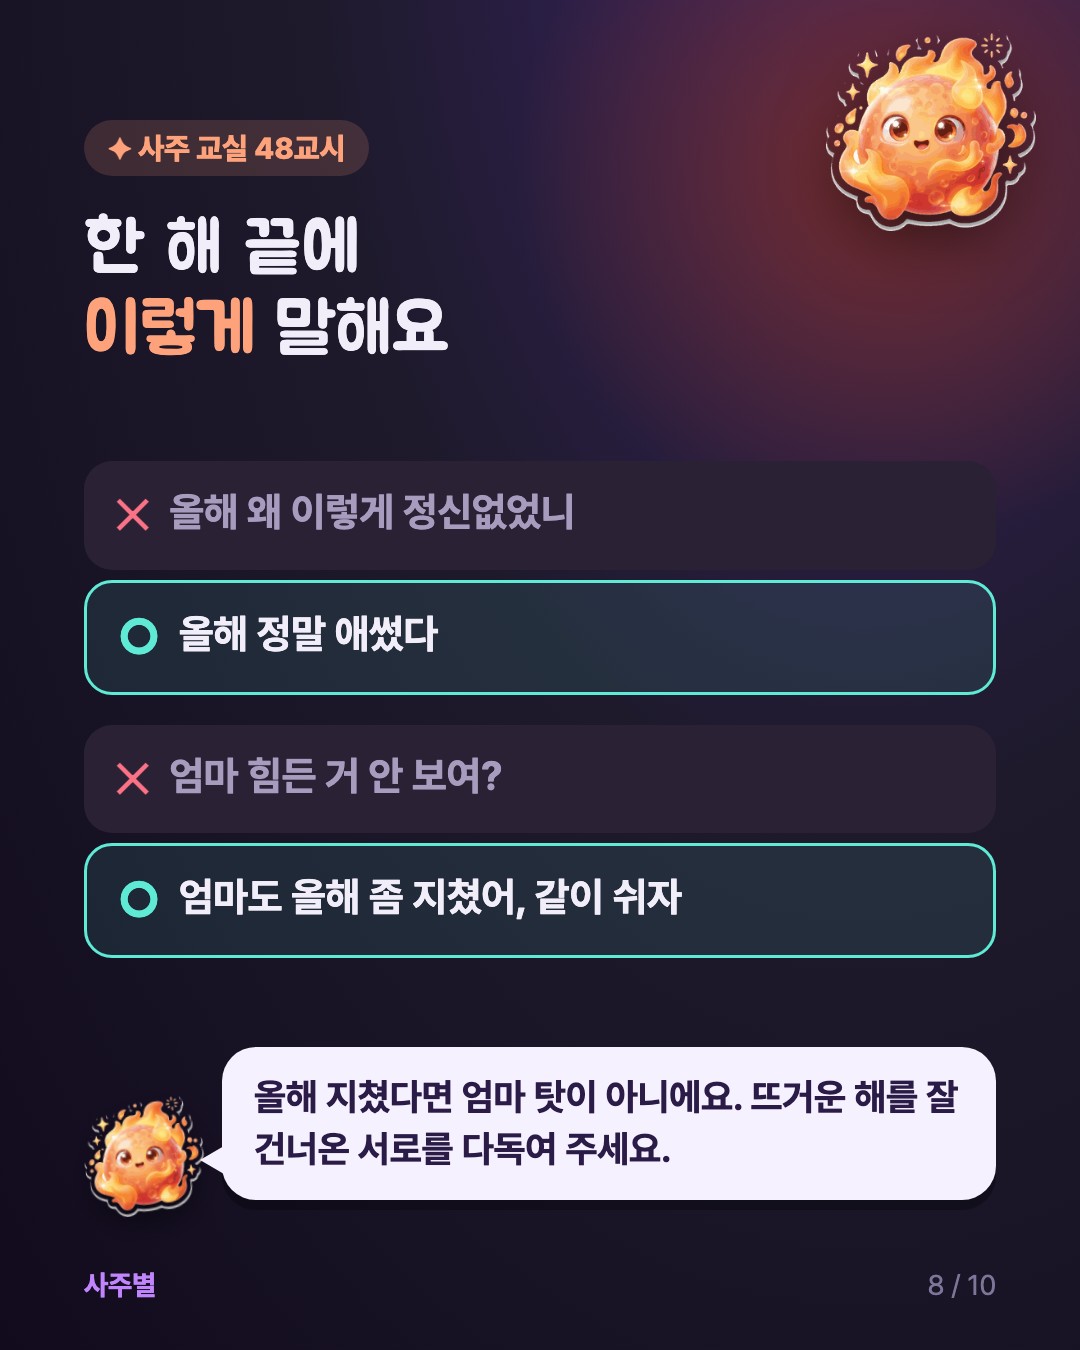 ✦ 사주 교실 48교시
한 해 끝에
이렇게 말해요
올해 왜 이렇게 정신없었니
올해 정말 애썼다
엄마 힘든 거 안 보여?
엄마도 올해 좀 지쳤어, 같이 쉬자
올해 지쳤다면 엄마 탓이 아니에요. 뜨거운 해를 잘
건너온 서로를 다독여 주세요.
사주별
8 / 10